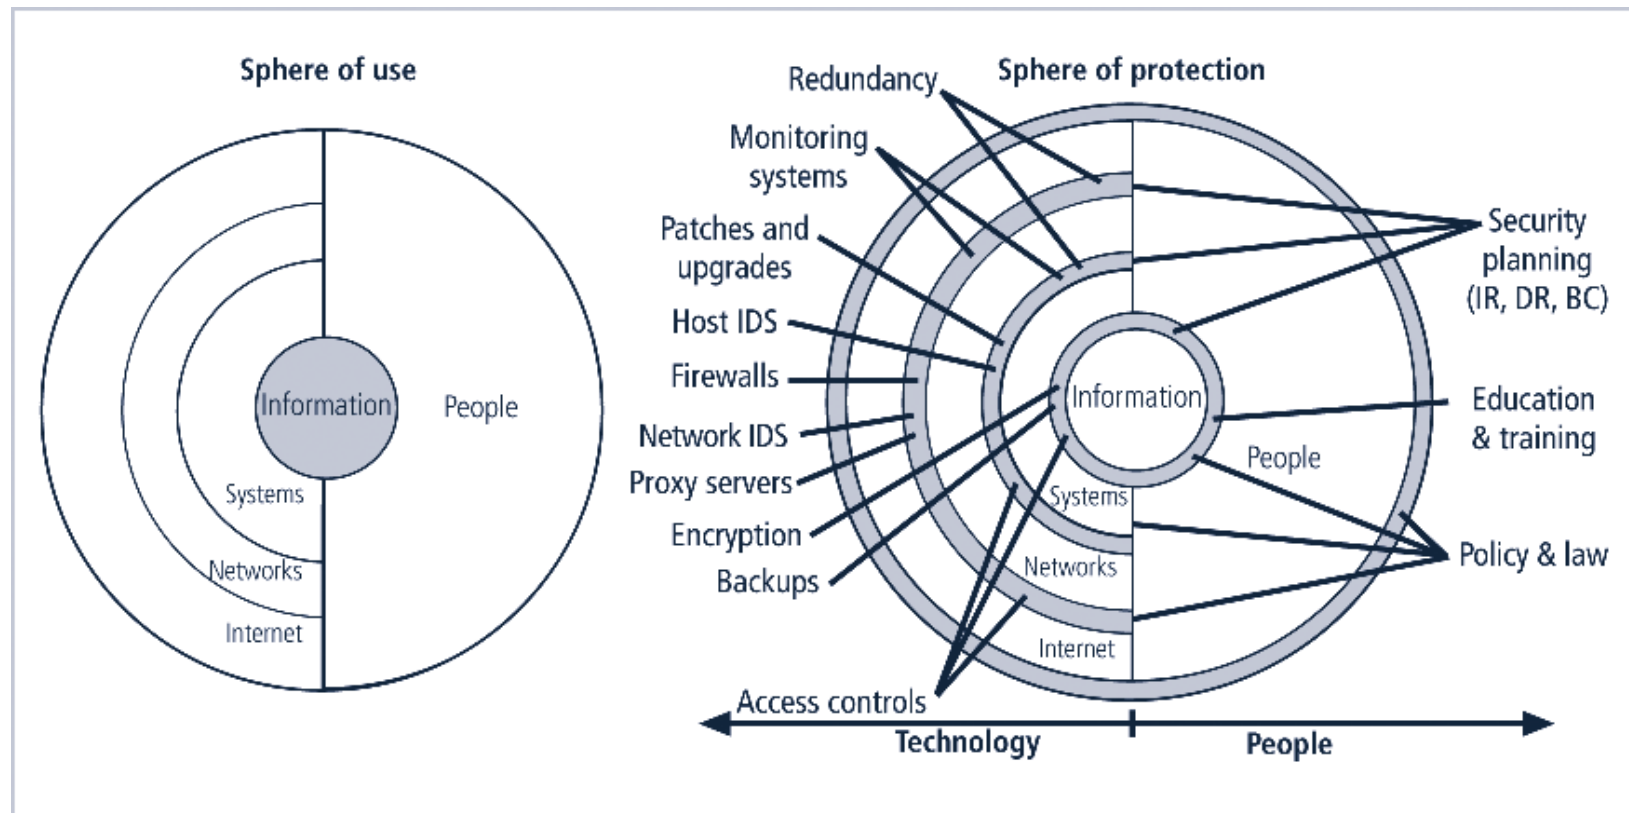 Sphere of use
Information
People
Systems
Networks
Internet
Sphere of protection
Redundancy
Monitoring
systems
Patches and
upgrades
Host IDS
Firewalls
Network IDS
Proxy servers
Encryption
Backups
Access controls
Information
People
Systems
Networks
Internet
Security
planning
(IR, DR, BC)
Education
& training
Policy & law
Technology
People